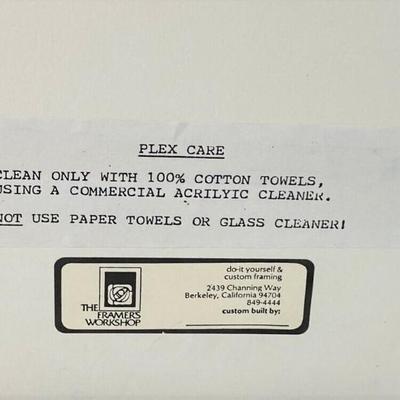 PLEX CARE
CLEAN ONLY WITH 100% COTTON TOWELS,
USING A COMMERCIAL ACRILYIC CLEANER.
NOT USE PAPER TOWELS OR GLASS CLEANER!
THE
FRAMER'S
WORKSHOP
do-it yourself &
custom framing
2439 Channing Way
Berkeley, California 94704
849-4444
custom built by: